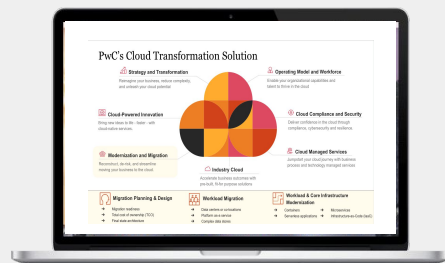 PwC's Cloud Transformation Solution
Strategy and Transformation
Reimagine your business, reduce complexity,
and unleash your cloud potential
Operating Model and Workforce
Enable your organizational capabilities and
talent to thrive in the cloud
Cloud-Powered Innovation
Bring new ideas to life - faster - with
cloud-native services
Cloud Compliance and Security
Deliver confidence in the cloud through
compliance, cybersecurity and resilience.
Modernization and Migration
Reconstruct, de-risk, and streamline
moving your business to the cloud
Cloud Managed Services
Jumpstart your cloud journey with business
process and technology managed services
Industry Cloud
Accelerate business outcomes with
pre-built, fit-for-purpose solutions
Migration Planning & Design
➔ Migration readiness
➔ Total cost of ownership (TCO)
➔ Final state architecture
Workload Migration
➔ Data centers or co-locations
➔ Platform as a service
➔ Complex data stores
Workload & Core Infrastructure
Modernization
➔ Containers ➔ Microservices
➔ Serverless applications ➔ Infrastructure-as-Code (IaaC)